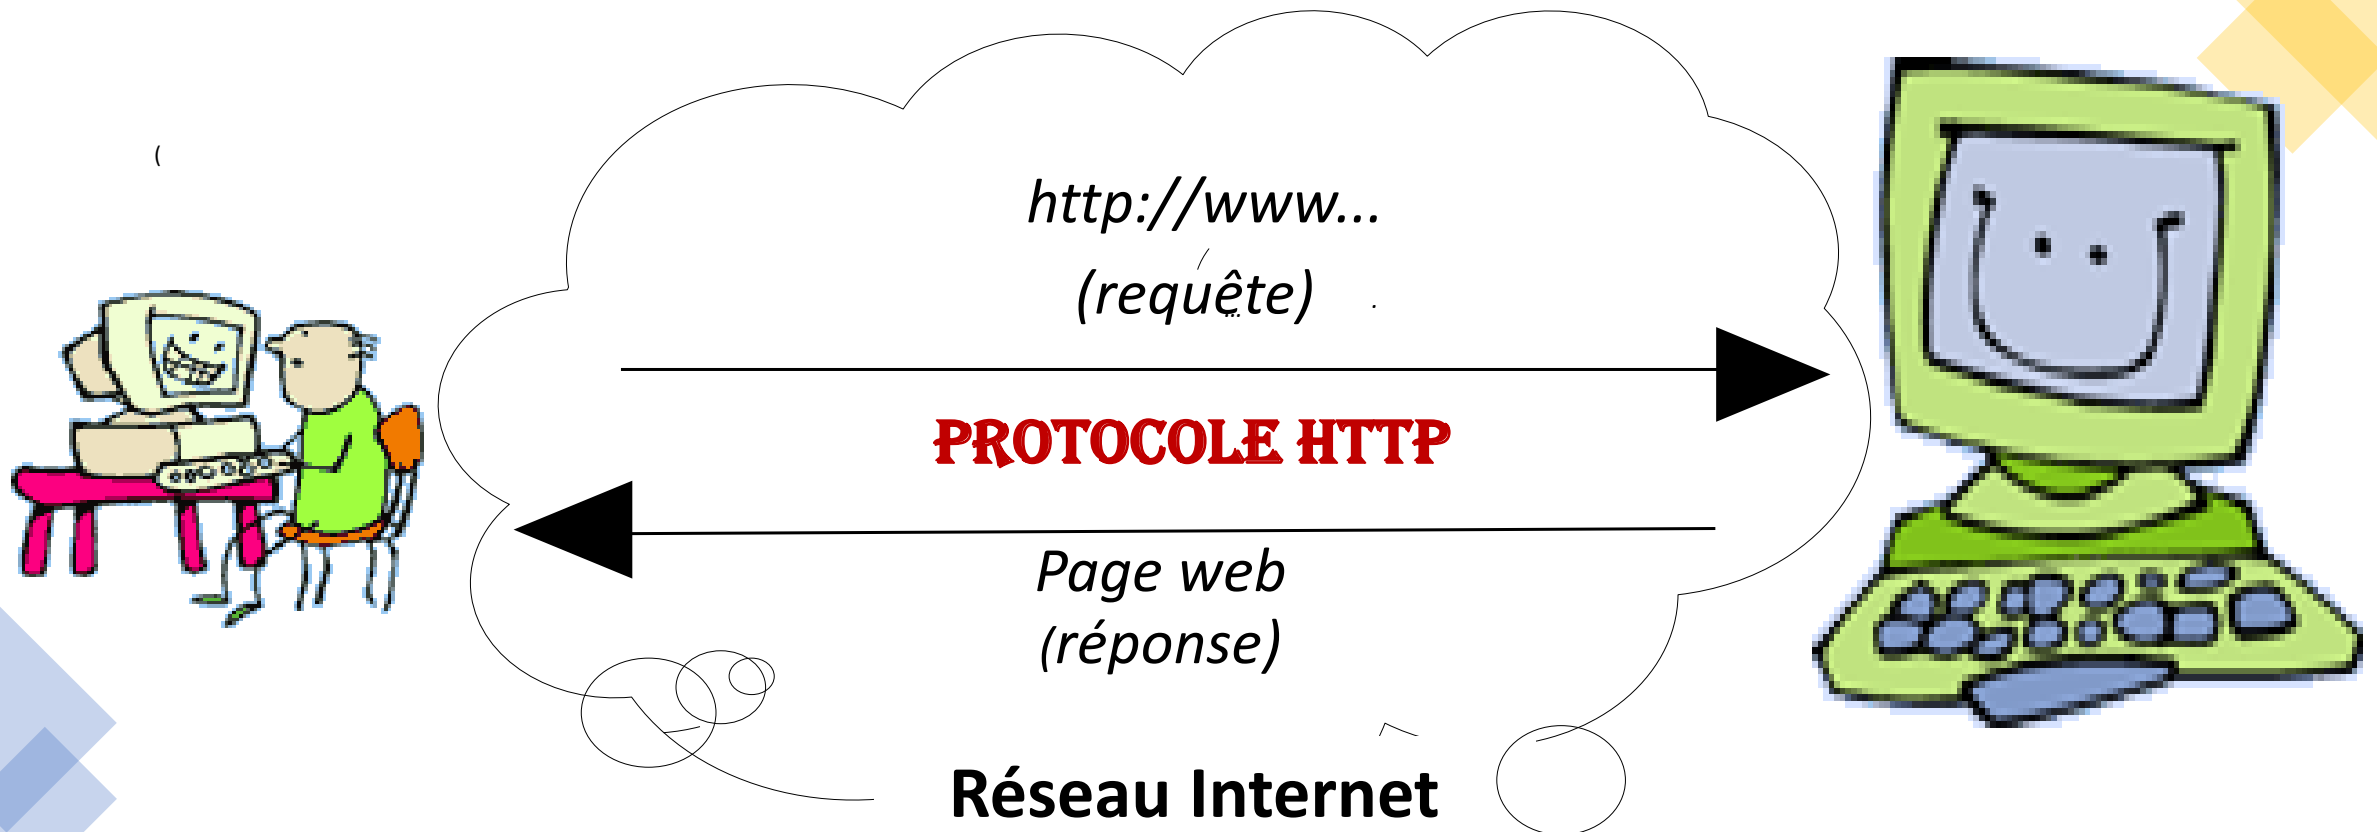 (
http://www...
(requête)
PROTOCOLE HTTP
Page web
(réponse)
Réseau Internet